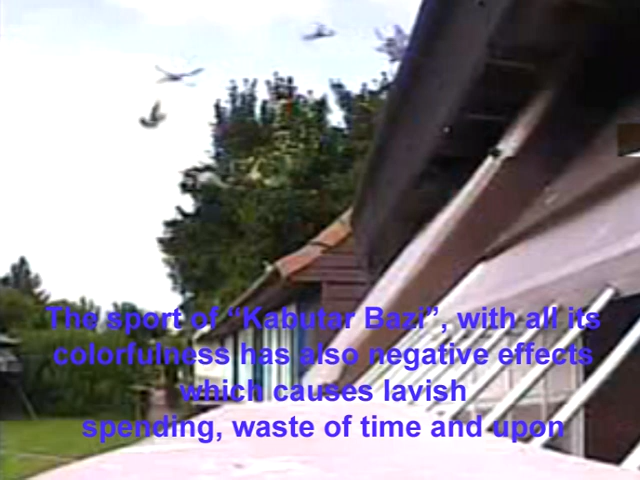 The sport of “Kabutar Bazi”, with all its
colorfulness has also negative effects
which causes lavish
spending, waste of time and upon